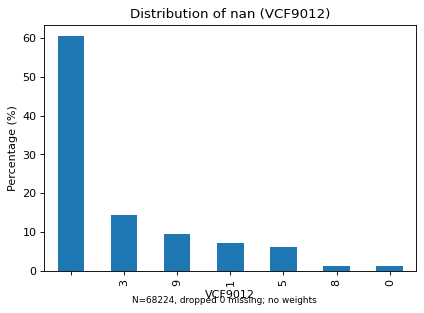 Distribution of nan (VCF9012)
Percentage (%)
60
50
40
30
20
10
0
3 9 1 5 8 0
VCF9012
N=68224, dropped 0 missing; no weights